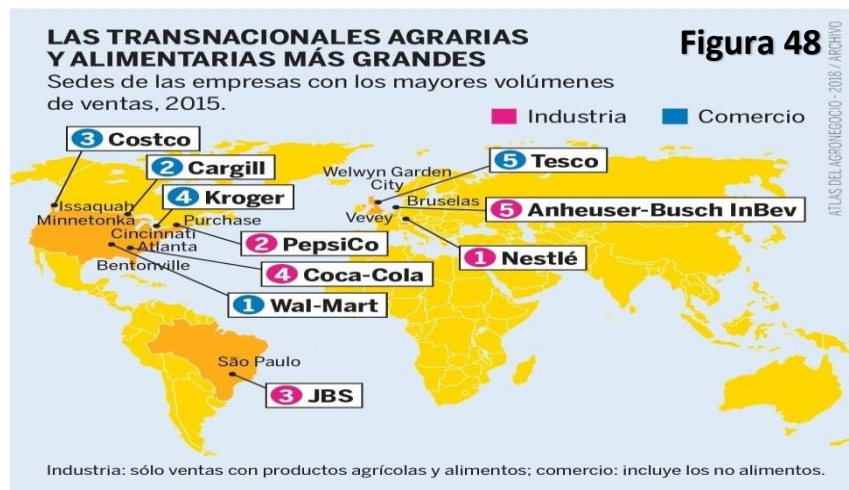 LAS TRANSNACIONALES AGRARIAS
Y ALIMENTARIAS MÁS GRANDES
Sedes de las empresas con los mayores volúmenes
de ventas, 2015.
Figura 48
ATLAS DEL AGRONEGOCIO - 2018 / ARCHIVO
Industria
Comercio
3 Costco
2 Cargill
4 Kroger
Issaquah
Minnetonka
Cincinnati
Purchase
Atlanta
Bentonville
2 PepsiCo
4 Coca-Cola
1 Wal-Mart
Welwyn Garden
City
5 Tesco
Bruselas
5 Anheuser-Busch InBev
Vevey
1 Nestlé
São Paulo
3 JBS
Industria: sólo ventas con productos agrícolas y alimentos; comercio: incluye los no alimentos.